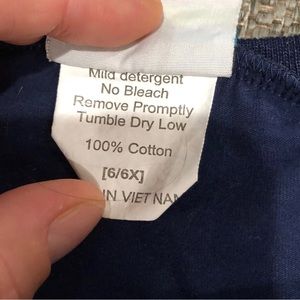 Mild detergent
No Bleach
Remove Promptly
Tumble Dry Low
100% Cotton
[6/6X]
IN VIET NAM